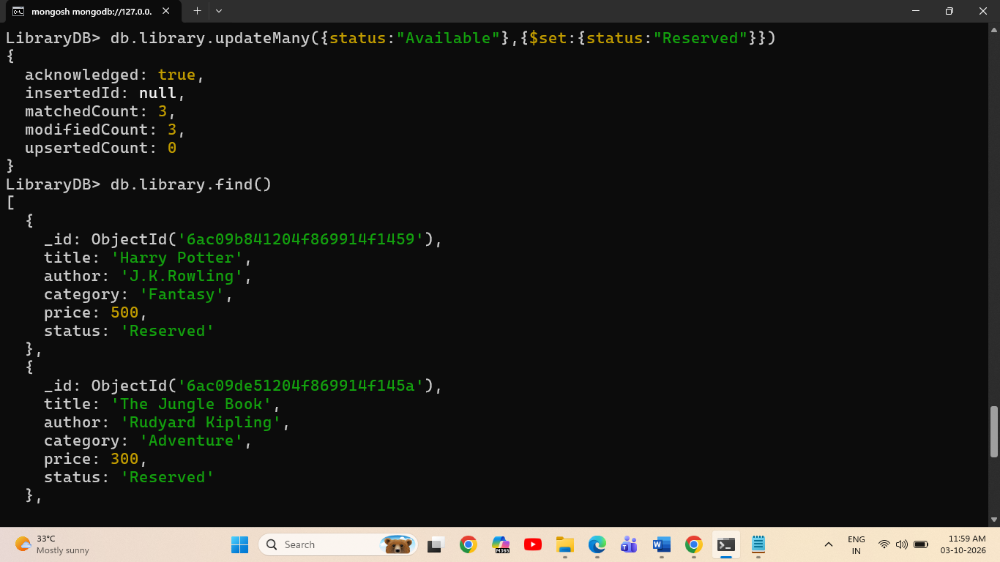 mongosh mongodb://127.0.0.
LibraryDB> db.library.updateMany({status:"Available"},{$set:{status:"Reserved"}})
{
  acknowledged: true,
  insertedId: null,
  matchedCount: 3,
  modifiedCount: 3,
  upsertedCount: 0
}
LibraryDB> db.library.find()
[
  {
    _id: ObjectId('6ac09b841204f869914f1459'),
    title: 'Harry Potter',
    author: 'J.K.Rowling',
    category: 'Fantasy',
    price: 500,
    status: 'Reserved'
  },
  {
    _id: ObjectId('6ac09de51204f869914f145a'),
    title: 'The Jungle Book',
    author: 'Rudyard Kipling',
    category: 'Adventure',
    price: 300,
    status: 'Reserved'
  },
33°C
Mostly sunny
Search
M365
ENG
IN
11:59 AM
03-10-2026